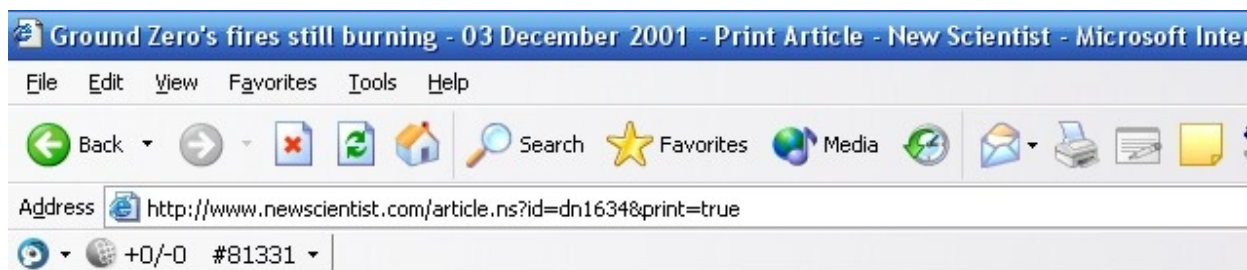 Ground Zero's fires still burning - 03 December 2001 - Print Article - New Scientist - Microsoft Inter
File Edit View Favorites Tools Help
Back Search Favorites Media
Address http://www.newscientist.com/article.ns?id=dn1634&print=true
+0/-0 #81331